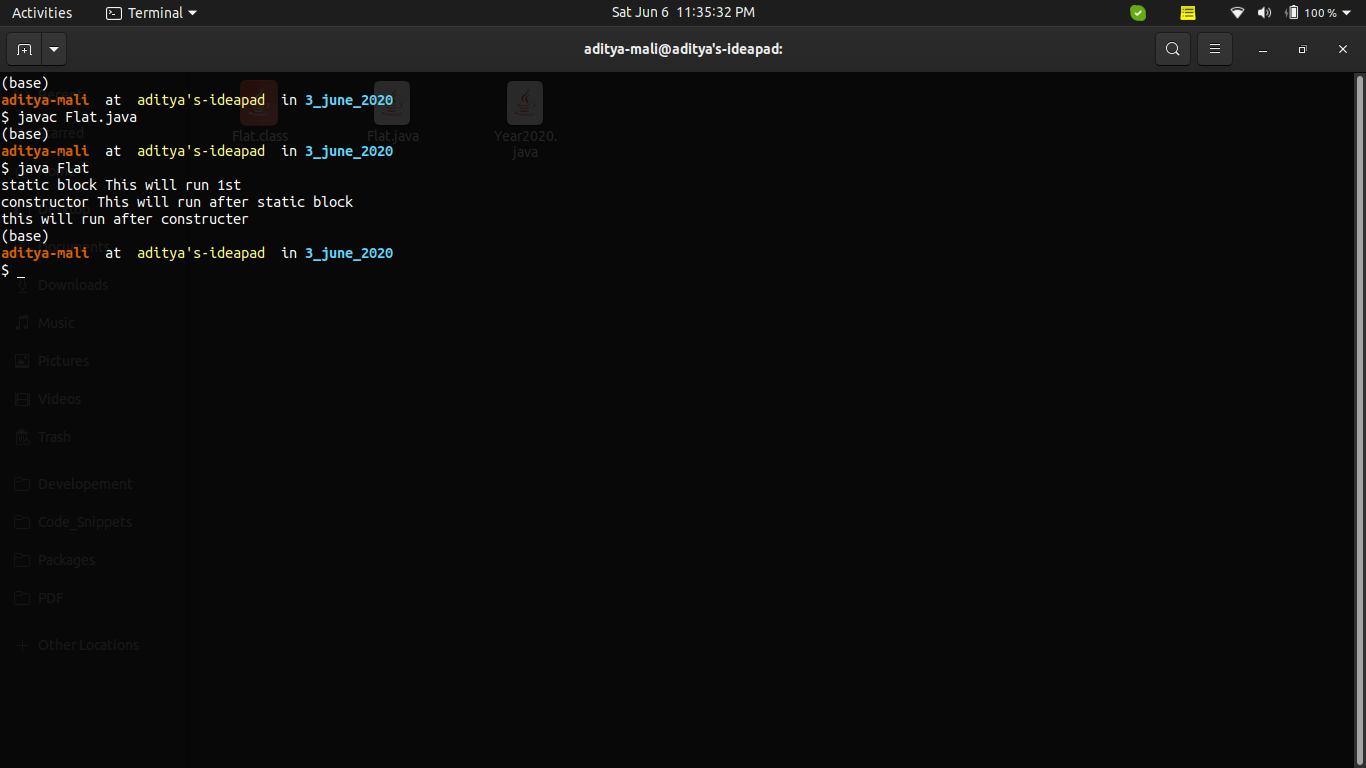 Activities Terminal Sat Jun 6 11:35:32 PM 100 %
aditya-mali@aditya's-ideapad:
(base)
aditya-mali at aditya's-ideapad in 3_june_2020
$ javac Flat.java
(base)
aditya-mali at aditya's-ideapad in 3_june_2020
$ java Flat
static block This will run 1st
constructor This will run after static block
this will run after constructer
(base)
aditya-mali at aditya's-ideapad in 3_june_2020
$ _
Flat.class Flat.java Year2020.
java
Downloads
Music
Pictures
Videos
Trash
Developement
Code_Snippets
Packages
PDF
+ Other Locations